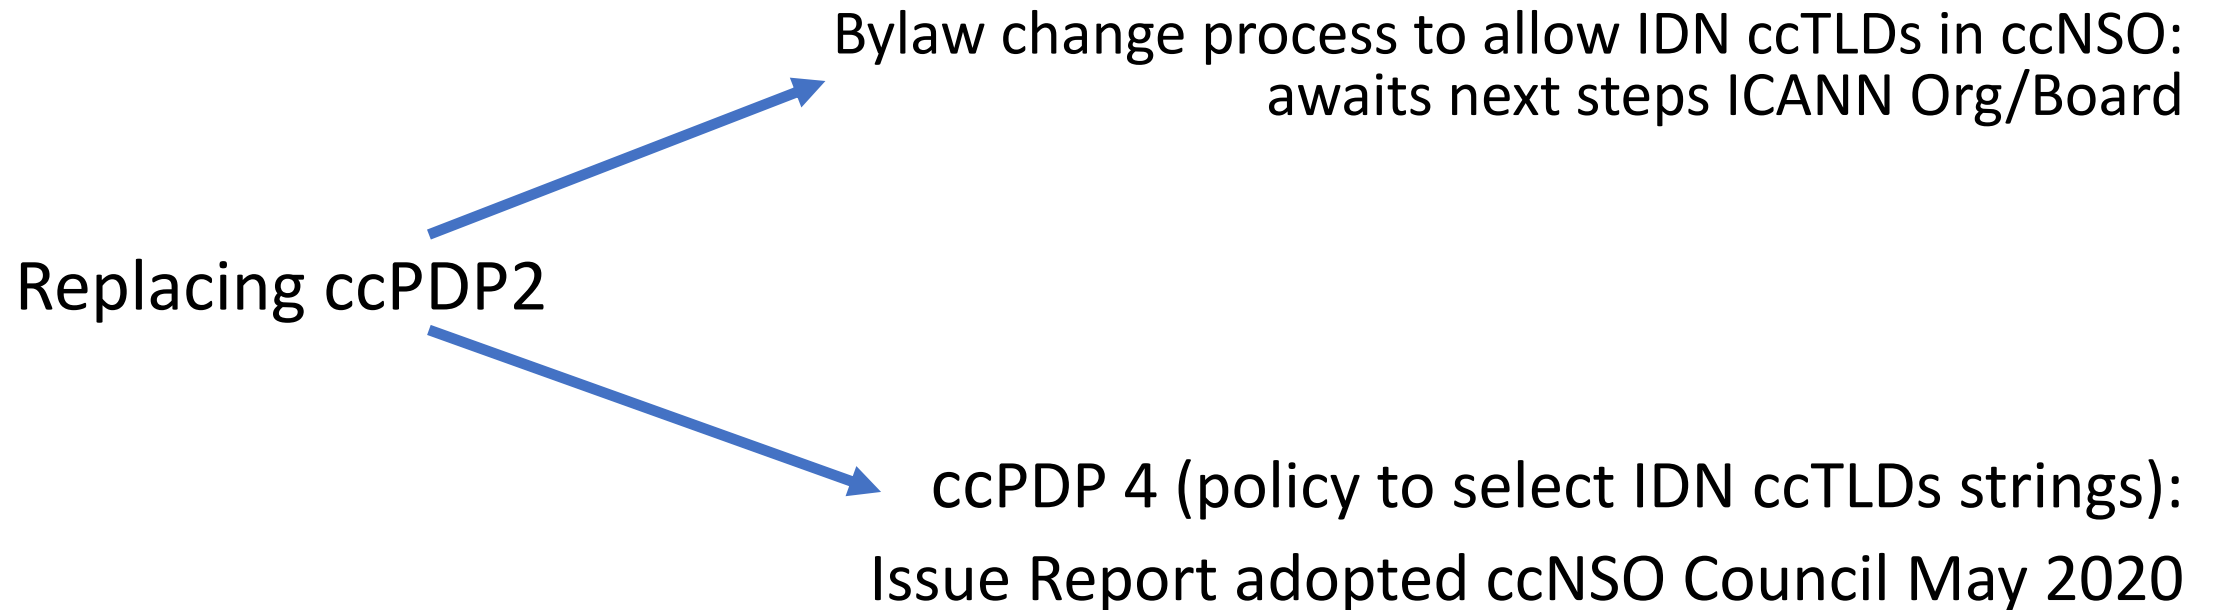 Bylaw change process to allow IDN ccTLDs in ccNSO:
awaits next steps ICANN Org/Board
Replacing ccPDP2
ccPDP 4 (policy to select IDN ccTLDs strings):
Issue Report adopted ccNSO Council May 2020